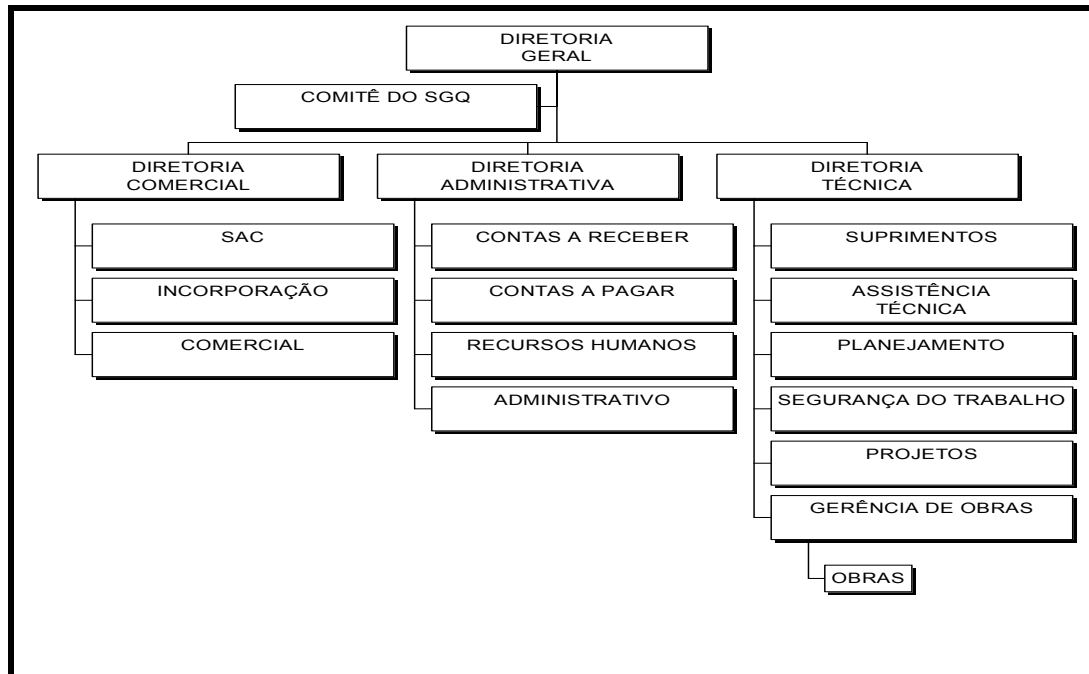 DIRETORIA
GERAL
COMITÊ DO SGQ
DIRETORIA
COMERCIAL
SAC
INCORPORAÇÃO
COMERCIAL
DIRETORIA
ADMINISTRATIVA
CONTAS A RECEBER
CONTAS A PAGAR
RECURSOS HUMANOS
ADMINISTRATIVO
DIRETORIA
TÉCNICA
SUPRIMENTOS
ASSISTÊNCIA
TÉCNICA
PLANEJAMENTO
SEGURANÇA DO TRABALHO
PROJETOS
GERÊNCIA DE OBRAS
OBRAS